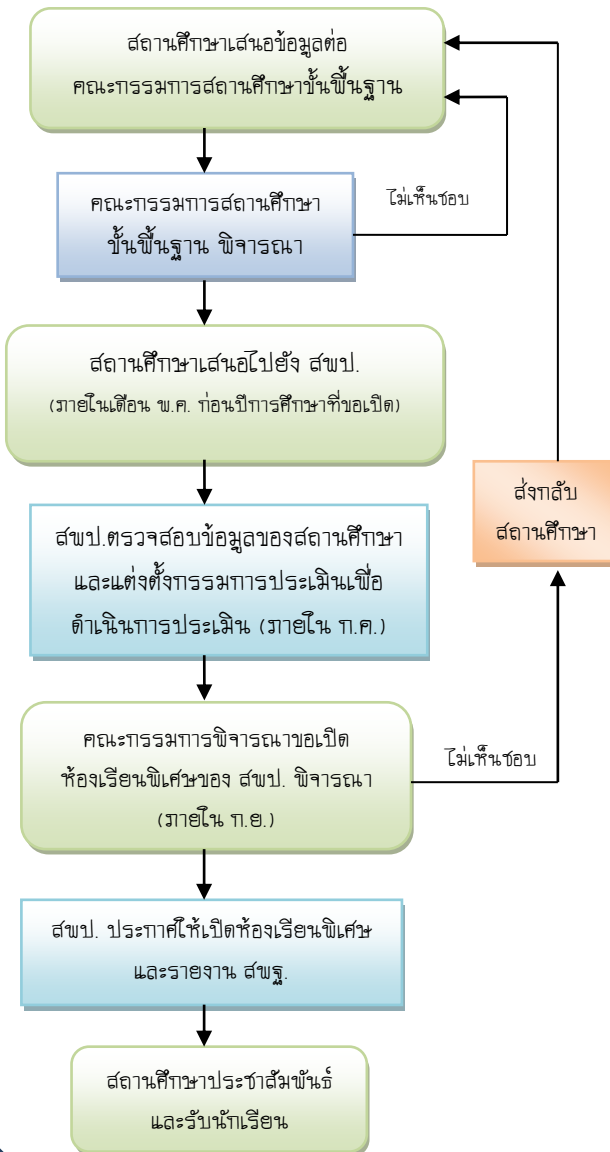 สถานศึกษาเสนอข้อมูลต่อ
คณะกรรมการสถานศึกษาขั้นพื้นฐาน
คณะกรรมการสถานศึกษา
ขั้นพื้นฐาน พิจารณา
ไม่เห็นชอบ
สถานศึกษาเสนอไปยัง สพป.
(ภายในเดือน พ.ค. ก่อนปีการศึกษาที่ขอเปิด)
ส่งกลับ
สถานศึกษา
สพป.ตรวจสอบข้อมูลของสถานศึกษา
และแต่งตั้งกรรมการประเมินเพื่อ
ดำเนินการประเมิน (ภายใน ก.ค.)
คณะกรรมการพิจารณาขอเปิด
ห้องเรียนพิเศษของ สพป. พิจารณา
(ภายใน ก.ย.)
ไม่เห็นชอบ
สพป. ประกาศให้เปิดห้องเรียนพิเศษ
และรายงาน สพฐ.
สถานศึกษาประชาสัมพันธ์
และรับนักเรียน